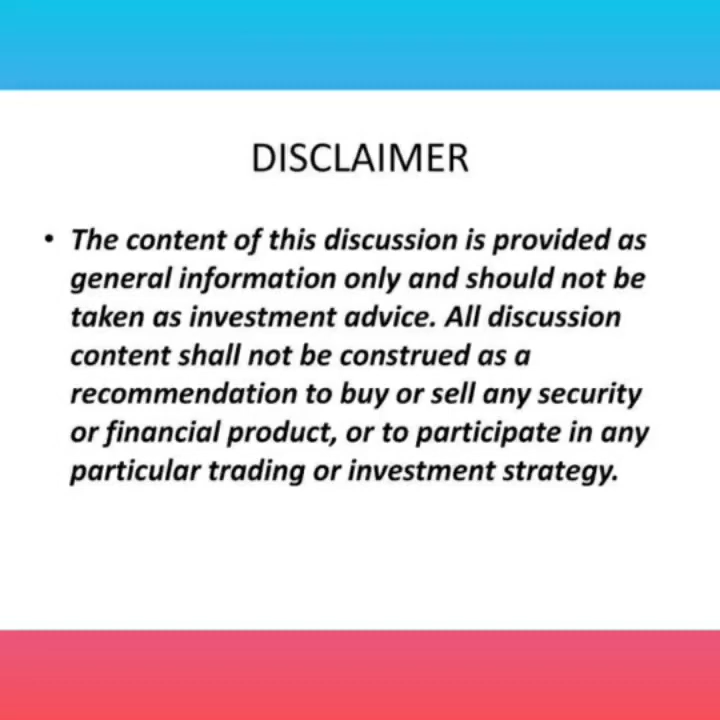 DISCLAIMER
• The content of this discussion is provided as
general information only and should not be
taken as investment advice. All discussion
content shall not be construed as a
recommendation to buy or sell any security
or financial product, or to participate in any
particular trading or investment strategy.